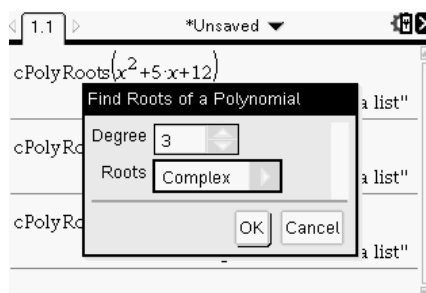 1.1 *Unsaved
cPolyRoots(x²+5·x+12)
a list"
Find Roots of a Polynomial
Degree 3
Roots Complex
OK Cancel
cPolyRo
a list"
cPolyRo
a list"